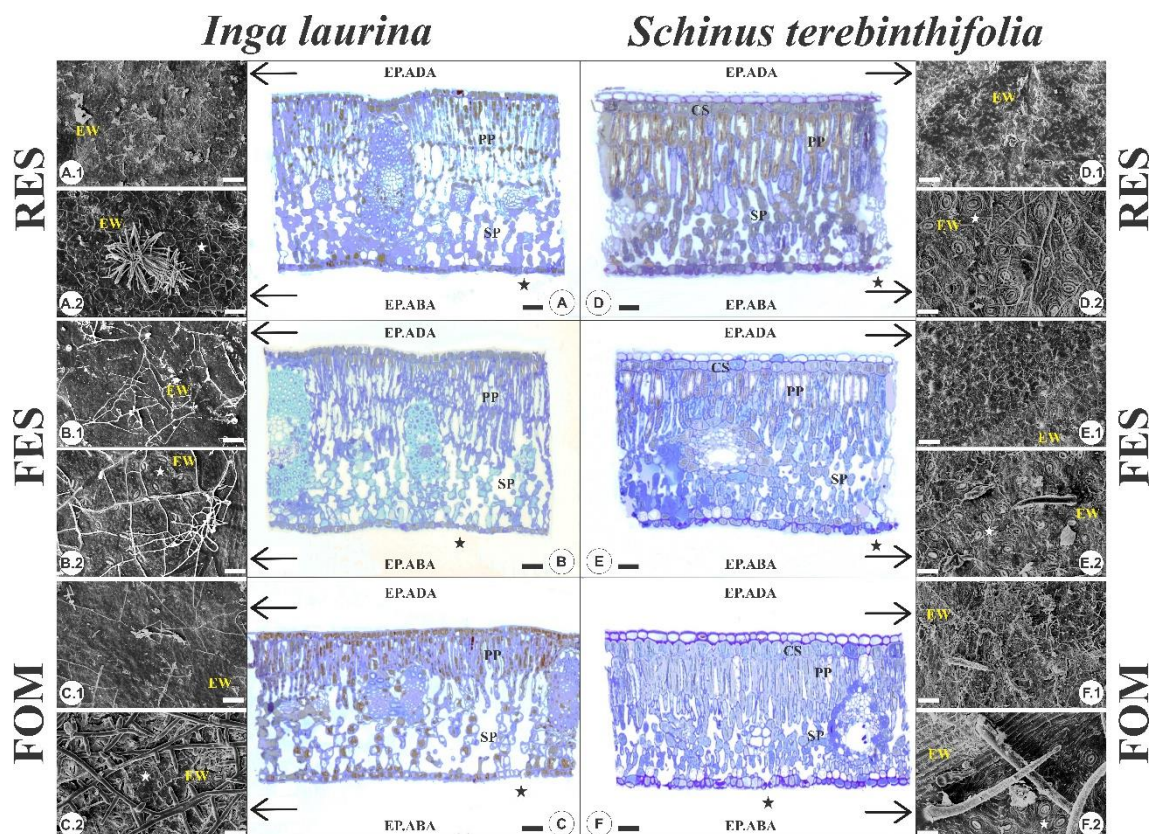 Inga laurina
Schinus terebinthifolia
RES
EW
A.1
EW
A.2
EP.ADA
PP
SP
EP.ABA
A
EP.ADA
CS
PP
SP
EP.ABA
D
EW
D.1
EW
D.2
RES
FES
EW
B.1
EW
B.2
EP.ADA
PP
SP
EP.ABA
B
EP.ADA
CS
PP
SP
EP.ABA
E
E.1
EW
EW
E.2
FES
FOM
C.1
EW
EW
C.2
EP.ADA
PP
SP
EP.ABA
C
EP.ADA
CS
PP
SP
EP.ABA
F
EW
F.1
EW
F.2
FOM